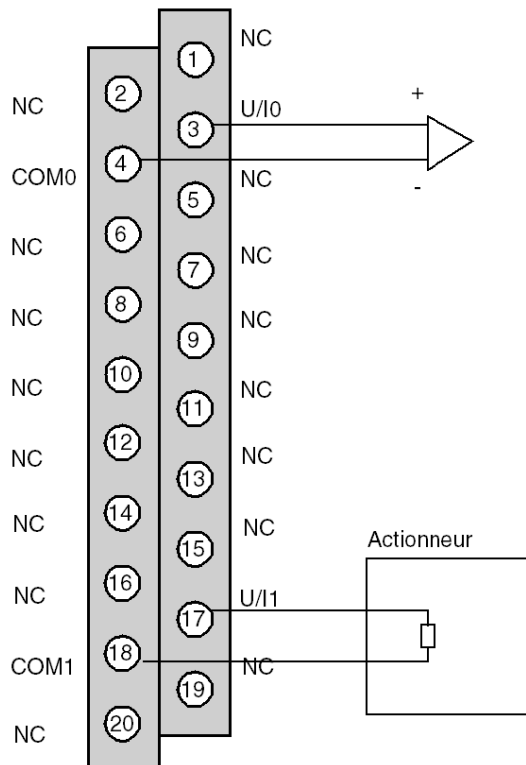 NC
1
2
+
NC
U/I0
3
4
COM0
NC
-
5
6
NC
NC
7
8
NC
9
NC
10
NC
NC
11
12
NC
NC
13
14
NC
NC
15
Actionneur
16
NC
U/I1
17
18
COM1
NC
19
20
NC